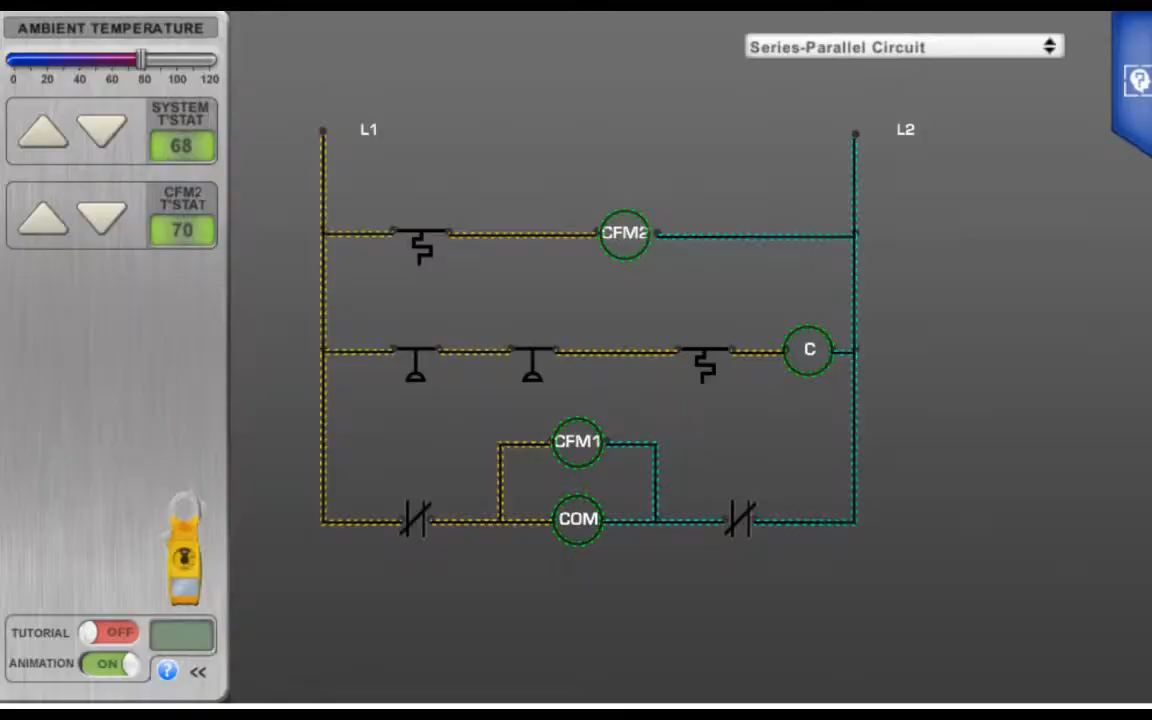 AMBIENT TEMPERATURE
0 20 40 60 80 100 120
SYSTEM
T'STAT
68
CFM2
T'STAT
70
TUTORIAL OFF
ANIMATION ON
? <<
Series-Parallel Circuit
L1 L2
CFM2
C
CFM1
COM